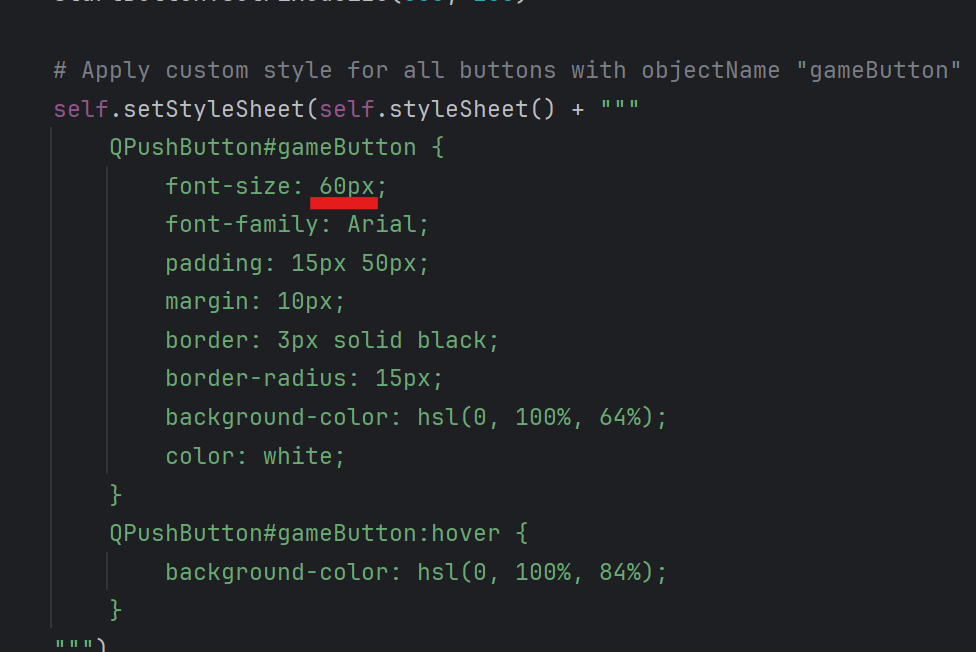 # Apply custom style for all buttons with objectName "gameButton"
self.setStyleSheet(self.styleSheet() + """
QPushButton#gameButton {
font-size: 60px;
font-family: Arial;
padding: 15px 50px;
margin: 10px;
border: 3px solid black;
border-radius: 15px;
background-color: hsl(0, 100%, 64%);
color: white;
}
QPushButton#gameButton:hover {
background-color: hsl(0, 100%, 84%);
}
""")